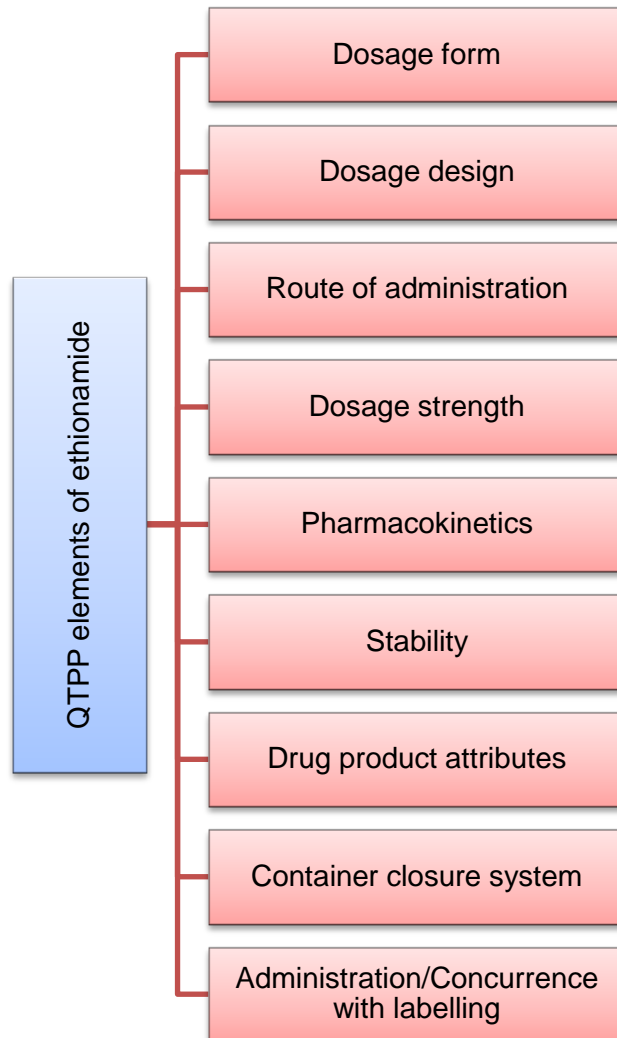 QTPP elements of ethionamide
Dosage form
Dosage design
Route of administration
Dosage strength
Pharmacokinetics
Stability
Drug product attributes
Container closure system
Administration/Concurrence
with labelling